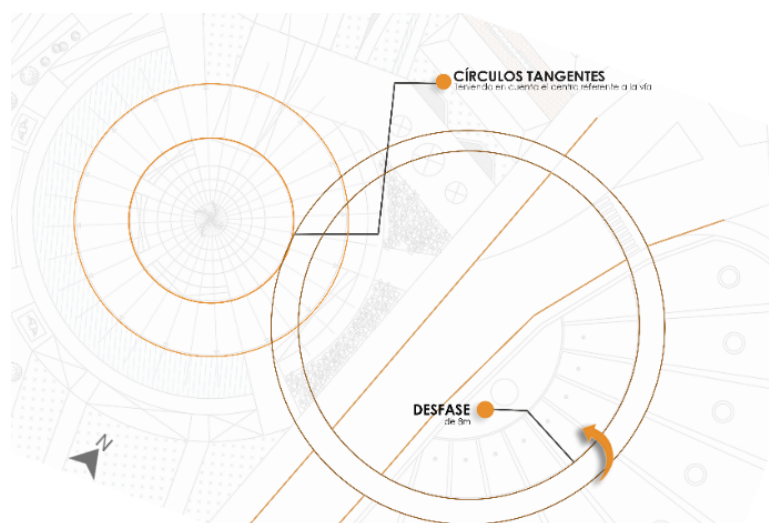 CÍRCULOS TANGENTES
Teniendo en cuenta el centro referente a la vía
DESFASE
de 8m
N